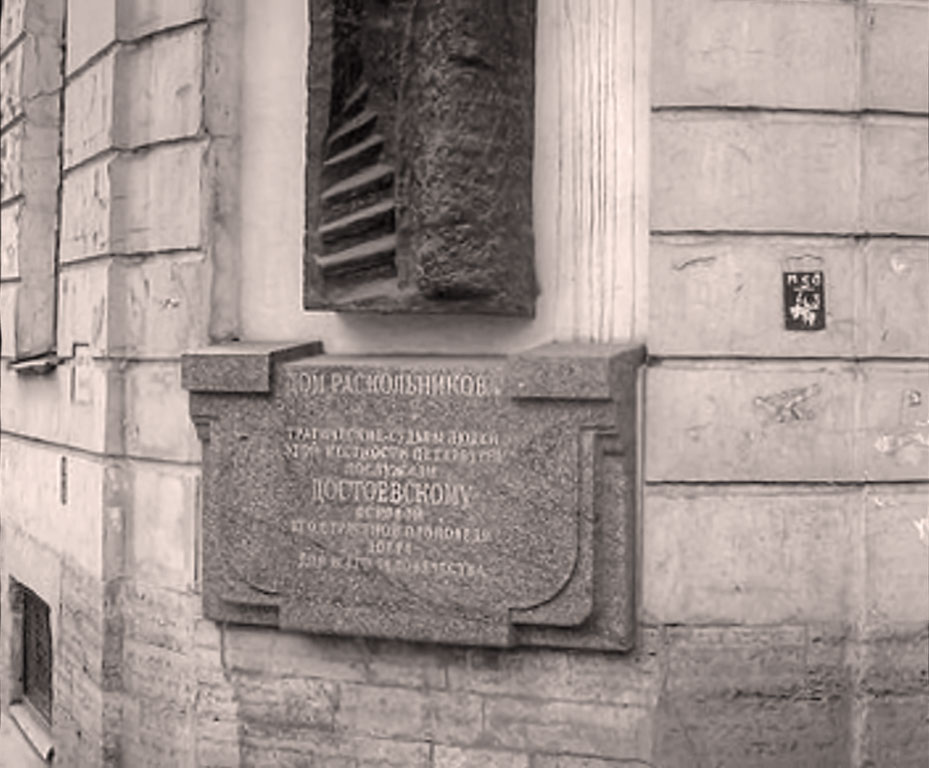 ДОМ РАСКОЛЬНИКОВА
ТРАГИЧЕСКИЕ СУДЬБЫ ЛЮДЕЙ
ЭТОЙ МЕСТНОСТИ ПЕТЕРБУРГА
ПОСЛУЖИЛИ
ДОСТОЕВСКОМУ
ОСНОВОЙ
ЕГО СТРАСТНОЙ ПРОПОВЕДИ
ДОБРА
ДЛЯ ВСЕГО ЧЕЛОВЕЧЕСТВА